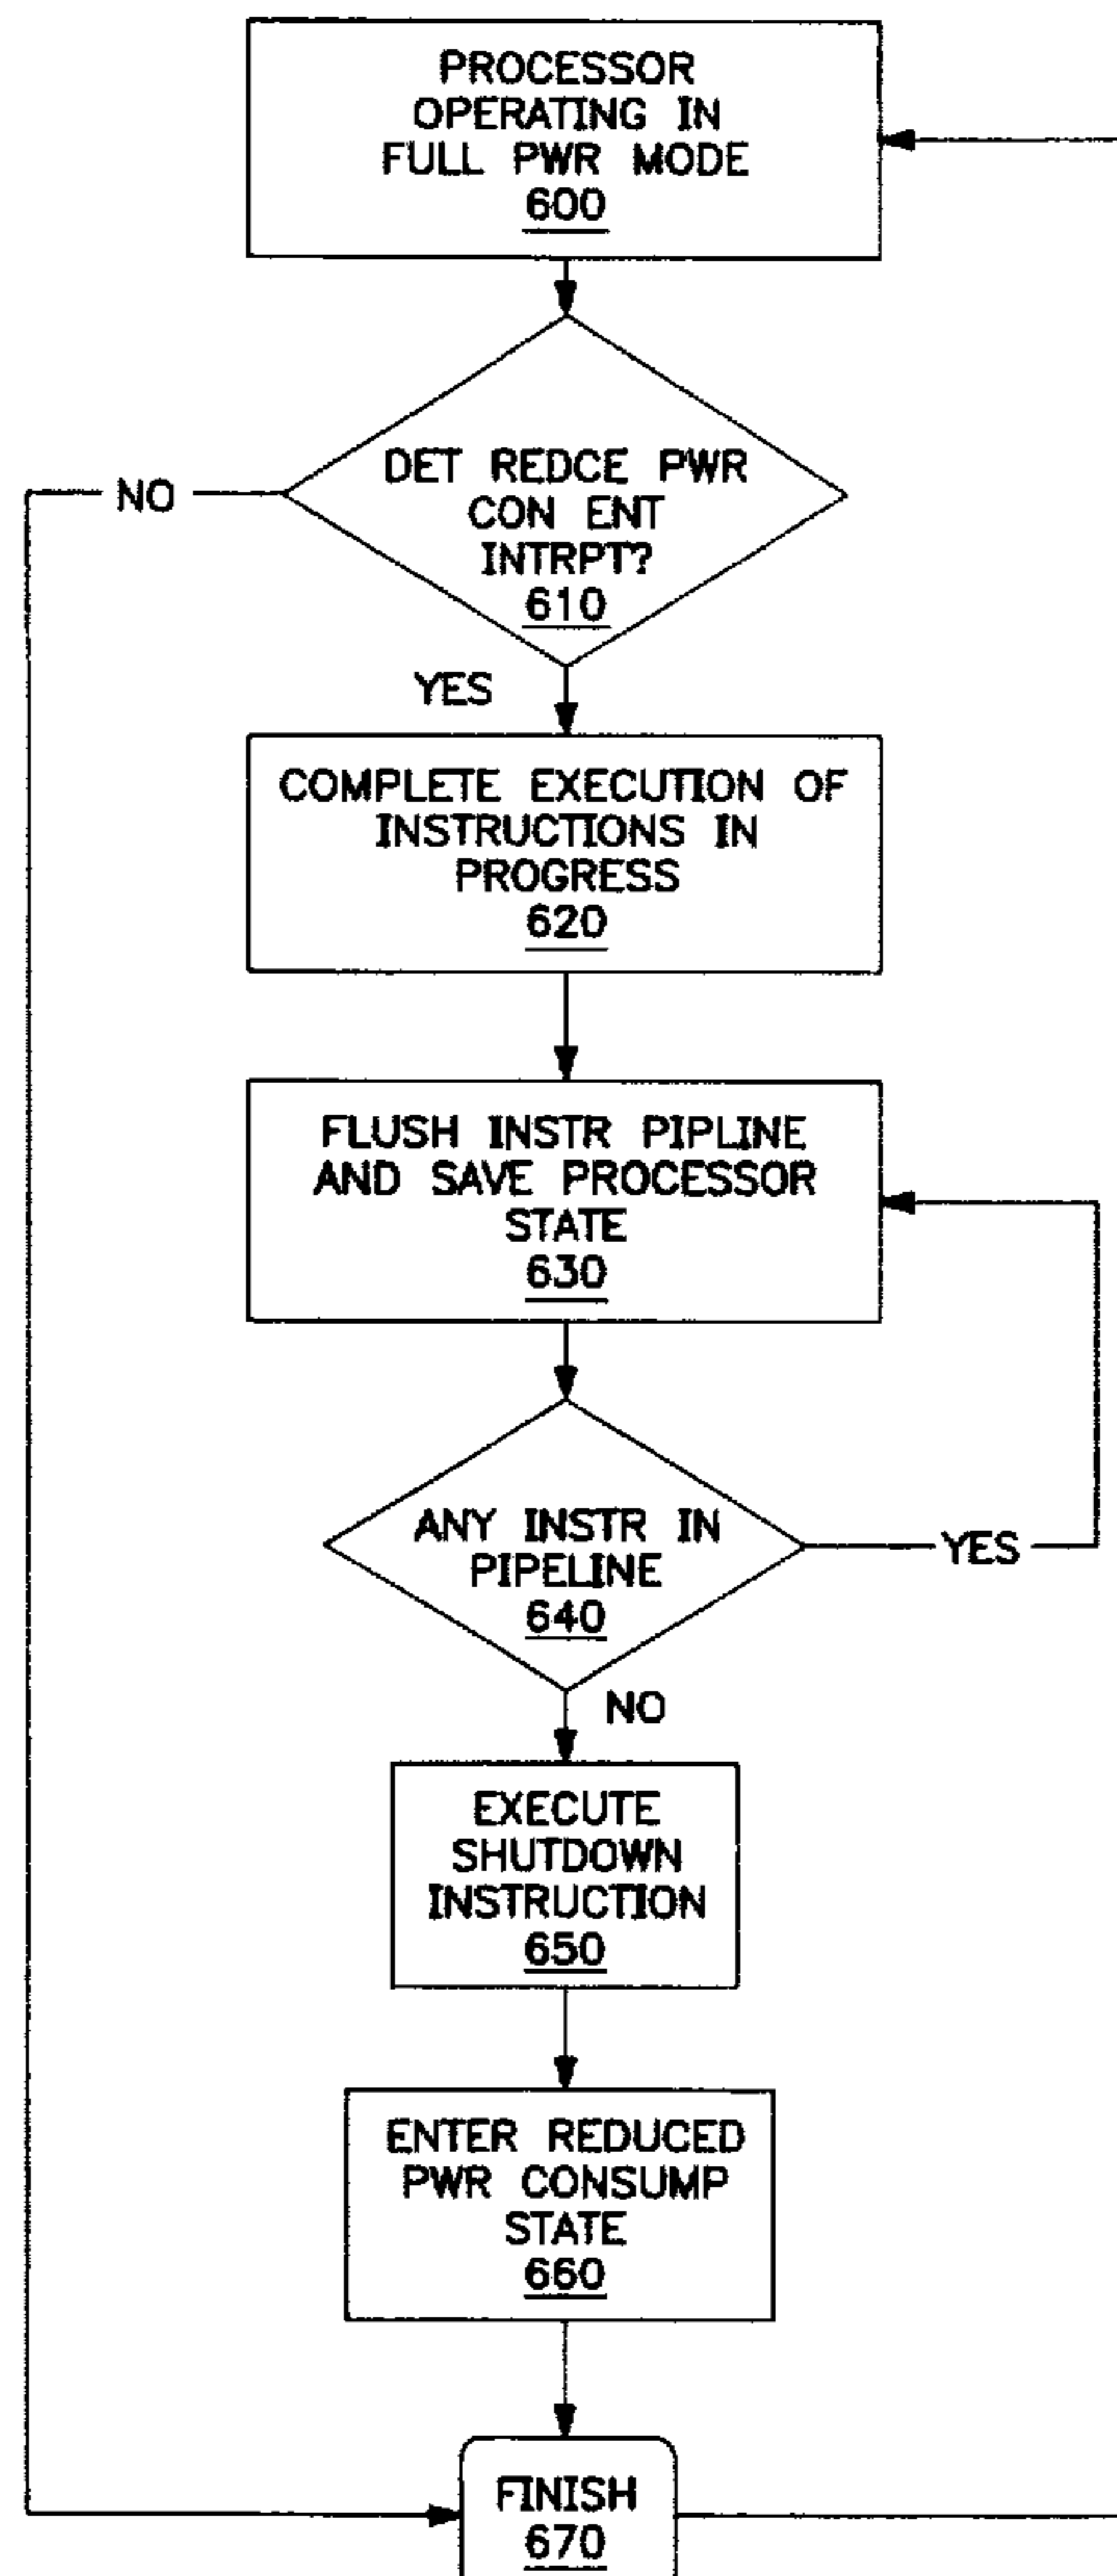 PROCESSOR
OPERATING IN
FULL PWR MODE
600
DET REDCE PWR
CON ENT
INTRPT?
610
NO
YES
COMPLETE EXECUTION OF
INSTRUCTIONS IN
PROGRESS
620
FLUSH INSTR PIPLINE
AND SAVE PROCESSOR
STATE
630
ANY INSTR IN
PIPELINE
640
YES
NO
EXECUTE
SHUTDOWN
INSTRUCTION
650
ENTER REDUCED
PWR CONSUMP
STATE
660
FINISH
670